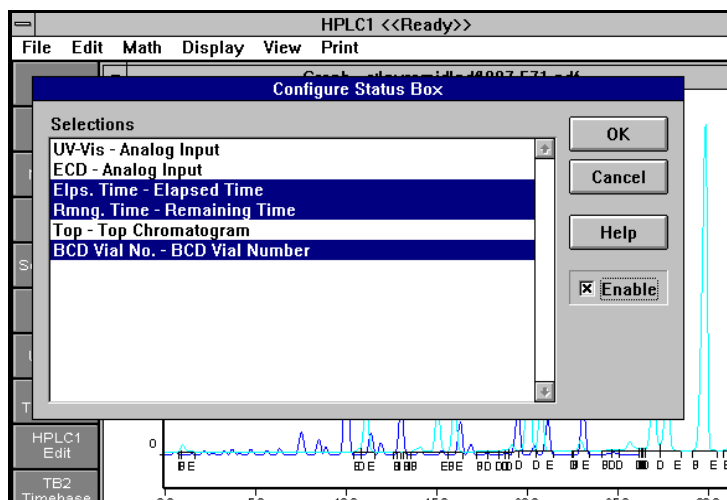 HPLC1 <<Ready>>
File Edit Math Display View Print
Configure Status Box
Selections
UV-Vis - Analog Input
ECD - Analog Input
Elps. Time - Elapsed Time
Rmng. Time - Remaining Time
Top - Top Chromatogram
BCD Vial No. - BCD Vial Number
OK
Cancel
Help
Enable
HPLC1
Edit
TB2
Timebase
0